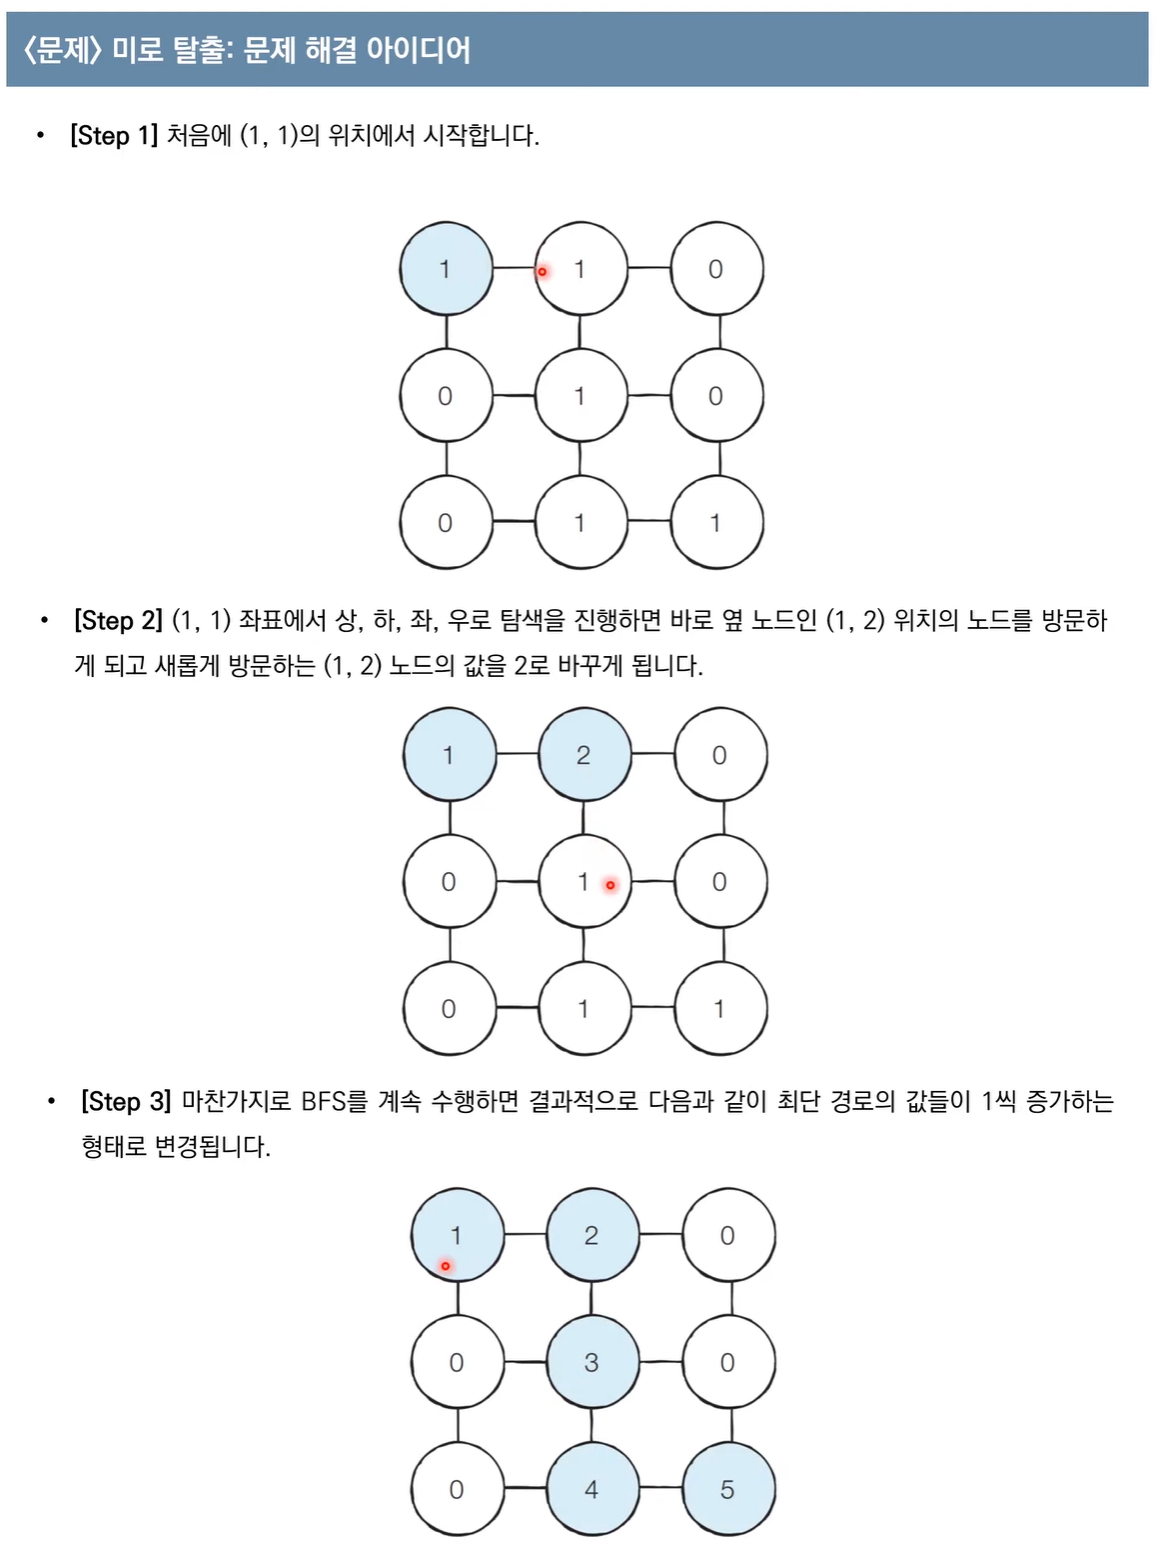 <문제> 미로 탈출: 문제 해결 아이디어
• [Step 1] 처음에 (1, 1)의 위치에서 시작합니다.
1 1 0
0 1 0
0 1 1
• [Step 2] (1, 1) 좌표에서 상, 하, 좌, 우로 탐색을 진행하면 바로 옆 노드인 (1, 2) 위치의 노드를 방문하
게 되고 새롭게 방문하는 (1, 2) 노드의 값을 2로 바꾸게 됩니다.
1 2 0
0 1 0
0 1 1
• [Step 3] 마찬가지로 BFS를 계속 수행하면 결과적으로 다음과 같이 최단 경로의 값들이 1씩 증가하는
형태로 변경됩니다.
1 2 0
0 3 0
0 4 5